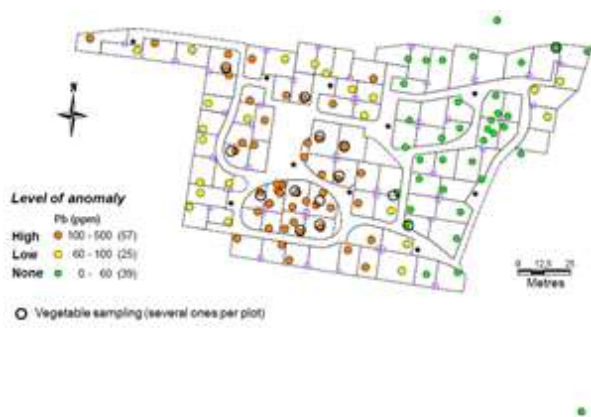 N
Level of anomaly
Pb (ppm)
High 100 - 500 (57)
Low 60 - 100 (25)
None 0 - 60 (39)
Vegetable sampling (several ones per plot)
0 12,5 25
Metres